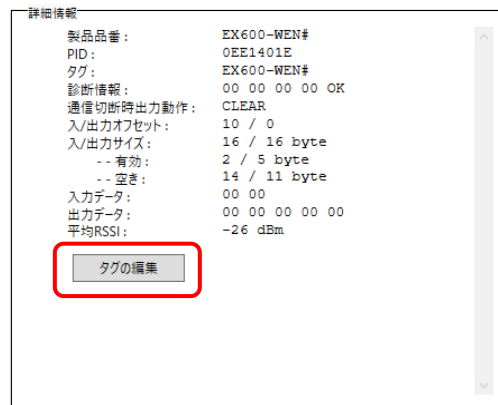 詳細情報
製品品番： EX600-WEN#
PID： 0EE1401E
タグ： EX600-WEN#
診断情報： 00 00 00 00 OK
通信切断時出力動作： CLEAR
入/出力オフセット： 10 / 0
入/出力サイズ： 16 / 16 byte
- - 有効： 2 / 5 byte
- - 空き： 14 / 11 byte
入力データ： 00 00
出力データ： 00 00 00 00 00
平均RSSI： -26 dBm
タグの編集